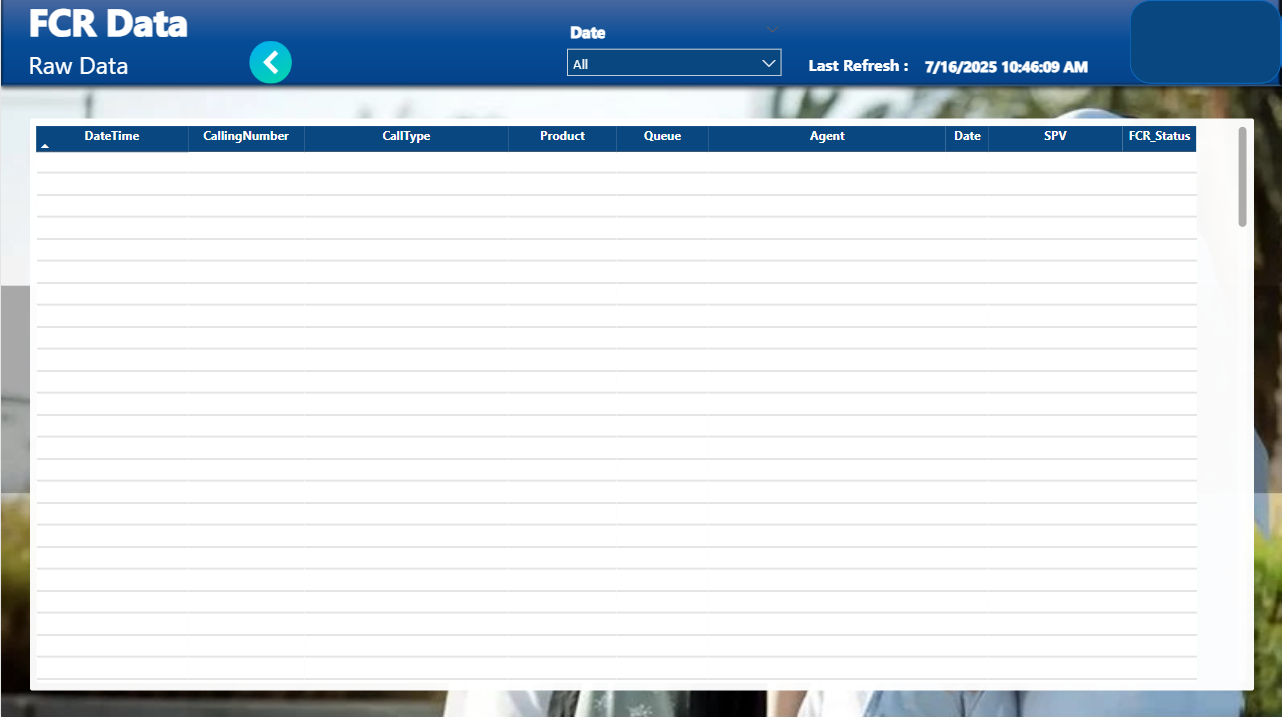 FCR Data
Raw Data
Date
All
Last Refresh : 7/16/2025 10:46:09 AM
DateTime CallingNumber CallType Product Queue Agent Date SPV FCR_Status